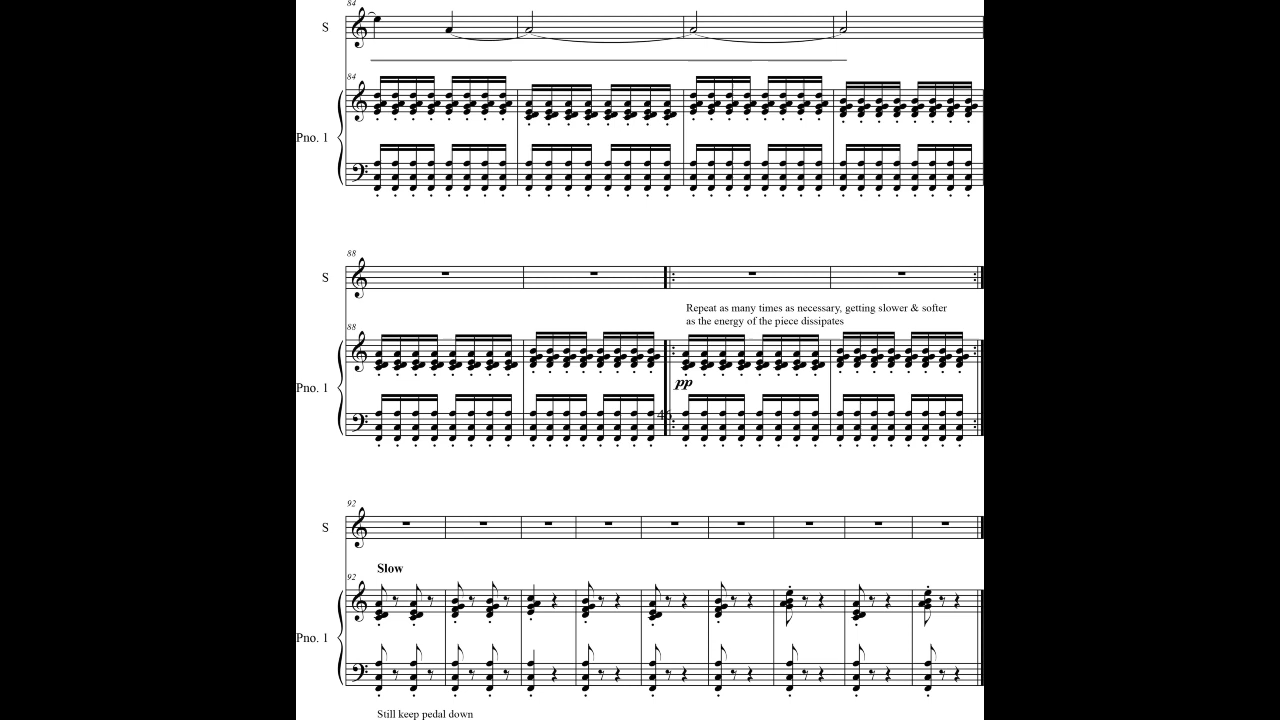 84
S
84
Pno. 1
88
S
Repeat as many times as necessary, getting slower & softer
as the energy of the piece dissipates
88
Pno. 1
pp
92
S
Slow
92
Pno. 1
Still keep pedal down